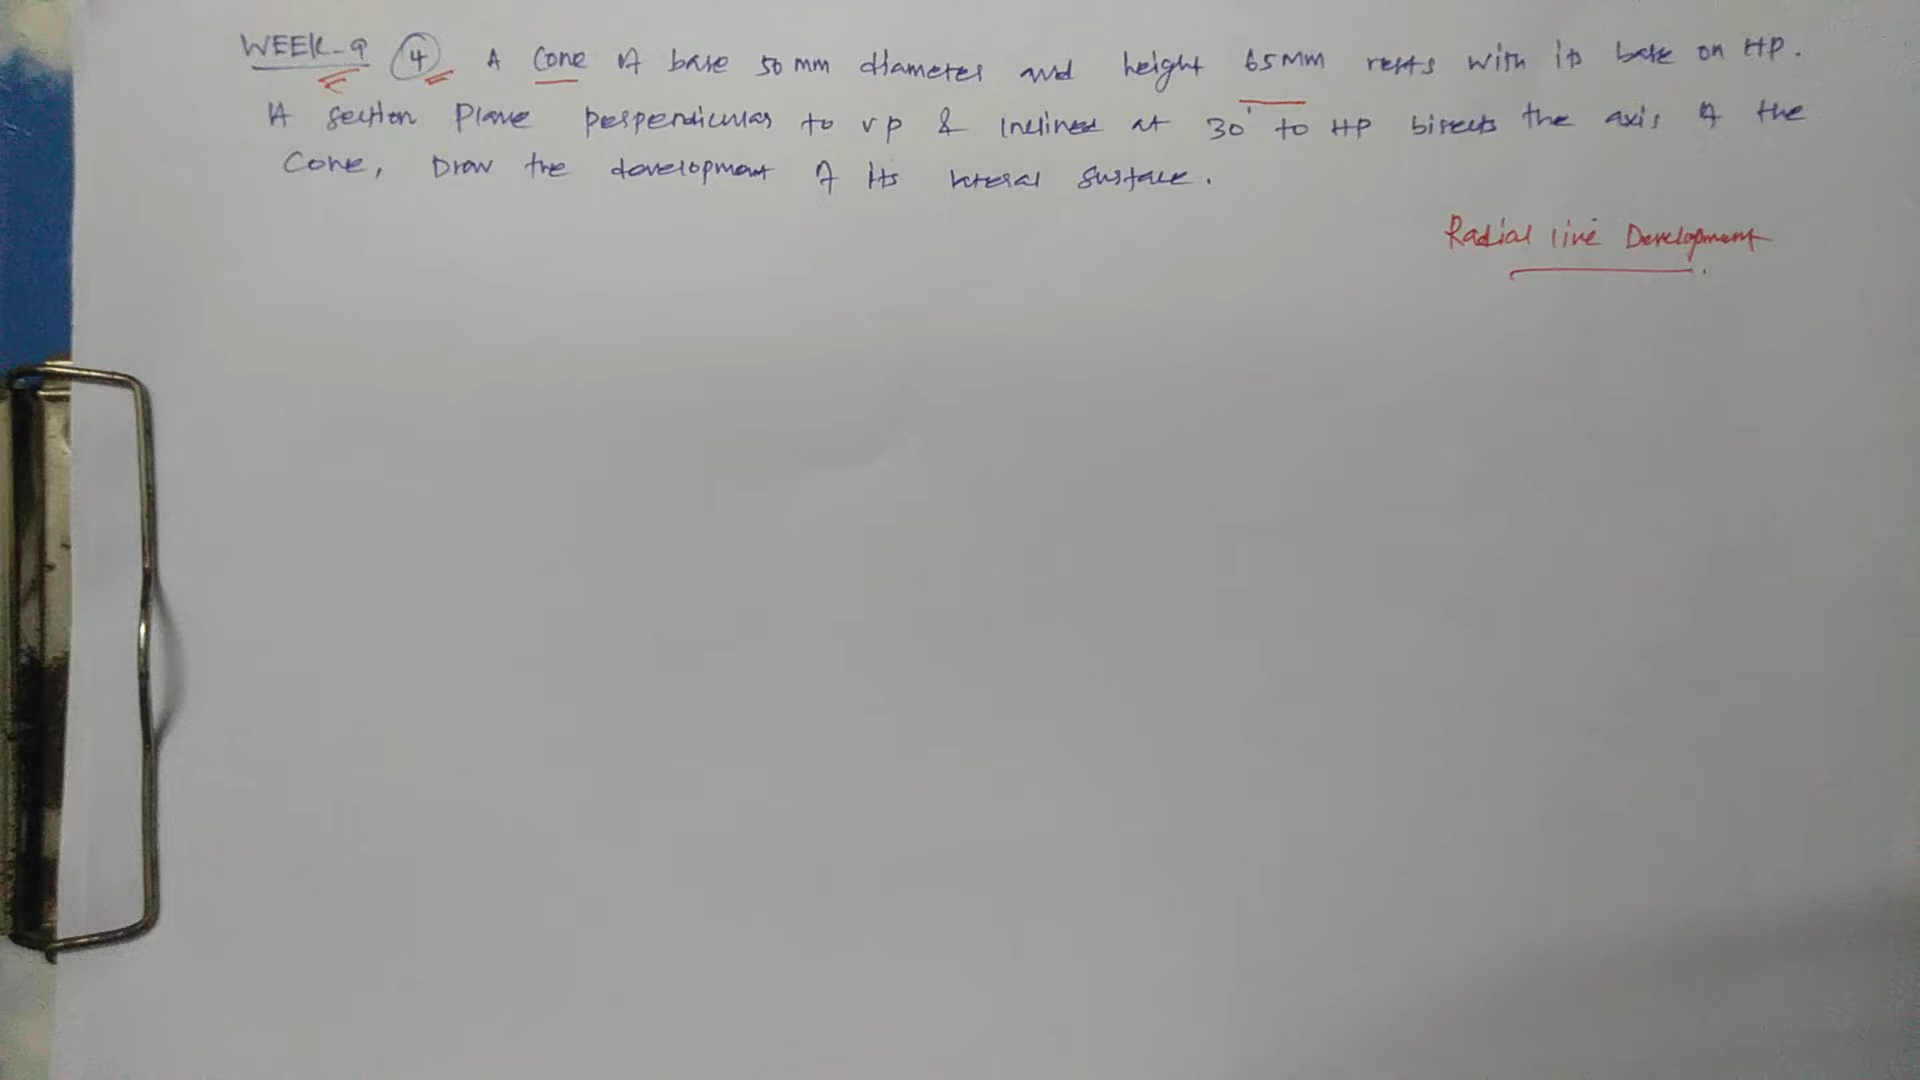 WEEK-9 4 A Cone of base 50 mm diameter and height 65mm rests with its base on HP.
A section Plane perpendicular to VP & Inclined at 30° to HP bisects the axis of the
Cone, Draw the development of its lateral surface.
Radial line Development